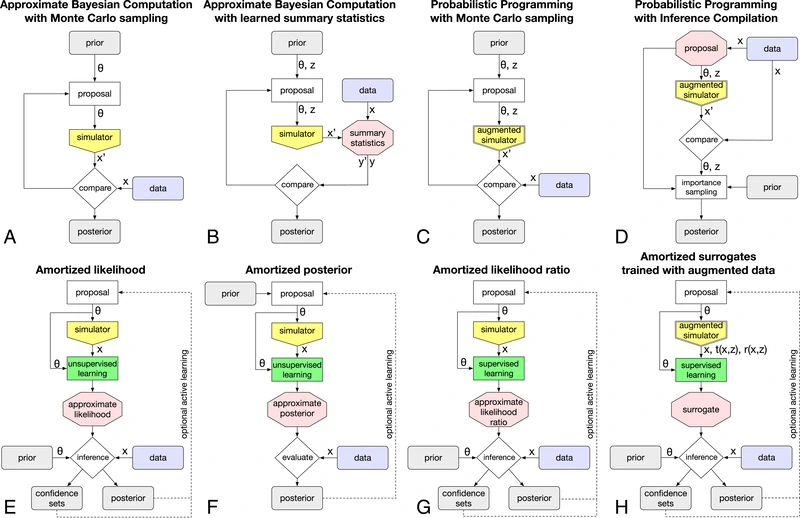 Approximate Bayesian Computation
with Monte Carlo sampling
prior
θ
proposal
θ
simulator
x'
compare
x
data
posterior
A
Approximate Bayesian Computation
with learned summary statistics
prior
θ, z
proposal
data
θ, z
x
simulator
x'
summary
statistics
y'
y
compare
posterior
B
Probabilistic Programming
with Monte Carlo sampling
prior
θ, z
proposal
θ, z
augmented
simulator
x'
compare
x
data
posterior
C
Probabilistic Programming
with Inference Compilation
proposal
x
data
θ, z
x
augmented
simulator
x'
compare
θ, z
importance
sampling
prior
posterior
D
Amortized likelihood
proposal
θ
simulator
θ
x
unsupervised
learning
approximate
likelihood
prior
θ
inference
x
data
confidence
sets
posterior
optional active learning
E
Amortized posterior
prior
proposal
θ
simulator
θ
x
unsupervised
learning
approximate
posterior
evaluate
x
data
posterior
optional active learning
F
Amortized likelihood ratio
proposal
θ
simulator
θ
x
supervised
learning
approximate
likelihood
ratio
prior
θ
inference
x
data
confidence
sets
posterior
optional active learning
G
Amortized surrogates
trained with augmented data
proposal
θ
augmented
simulator
x, t(x,z), r(x,z)
θ
supervised
learning
surrogate
prior
θ
inference
x
data
confidence
sets
posterior
optional active learning
H